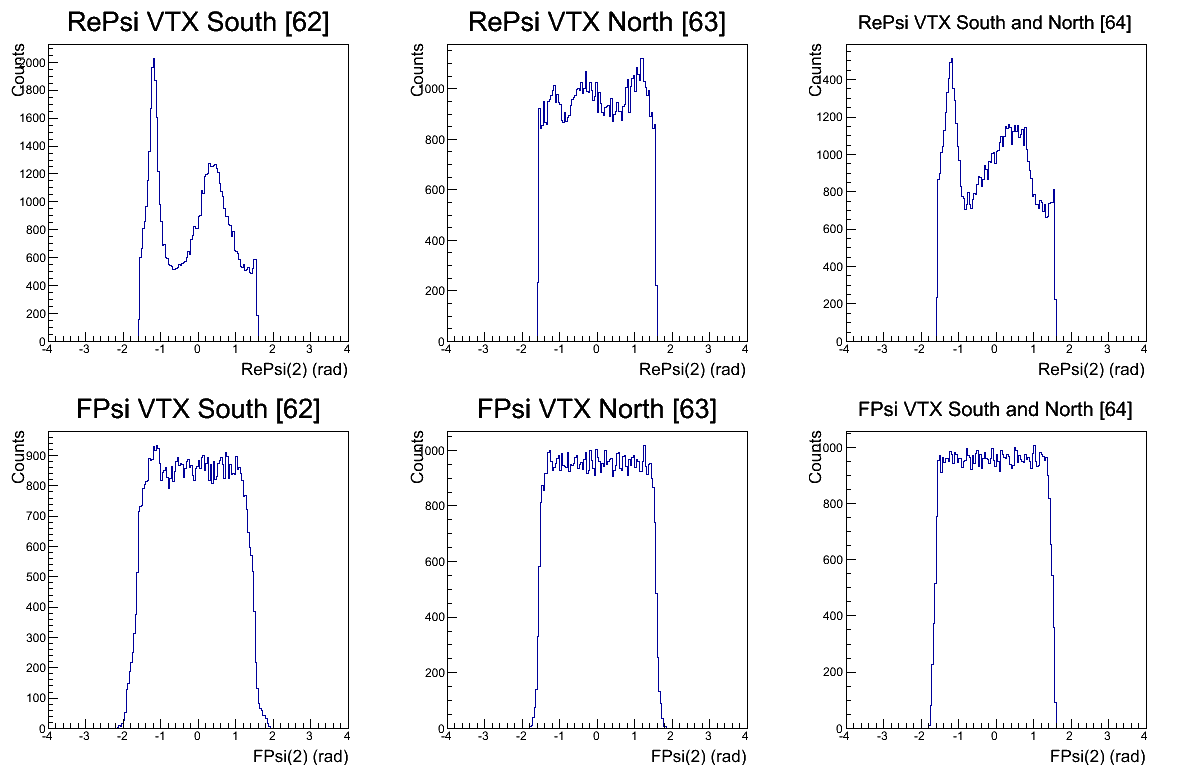 RePsi VTX South [62]
Counts
2000
1800
1600
1400
1200
1000
800
600
400
200
0
-4 -3 -2 -1 0 1 2 3 4
RePsi(2) (rad)
RePsi VTX North [63]
Counts
1000
800
600
400
200
0
-4 -3 -2 -1 0 1 2 3 4
RePsi(2) (rad)
RePsi VTX South and North [64]
Counts
1400
1200
1000
800
600
400
200
0
-4 -3 -2 -1 0 1 2 3 4
RePsi(2) (rad)
FPsi VTX South [62]
Counts
900
800
700
600
500
400
300
200
100
0
-4 -3 -2 -1 0 1 2 3 4
FPsi(2) (rad)
FPsi VTX North [63]
Counts
1000
800
600
400
200
0
-4 -3 -2 -1 0 1 2 3 4
FPsi(2) (rad)
FPsi VTX South and North [64]
Counts
1000
800
600
400
200
0
-4 -3 -2 -1 0 1 2 3 4
FPsi(2) (rad)